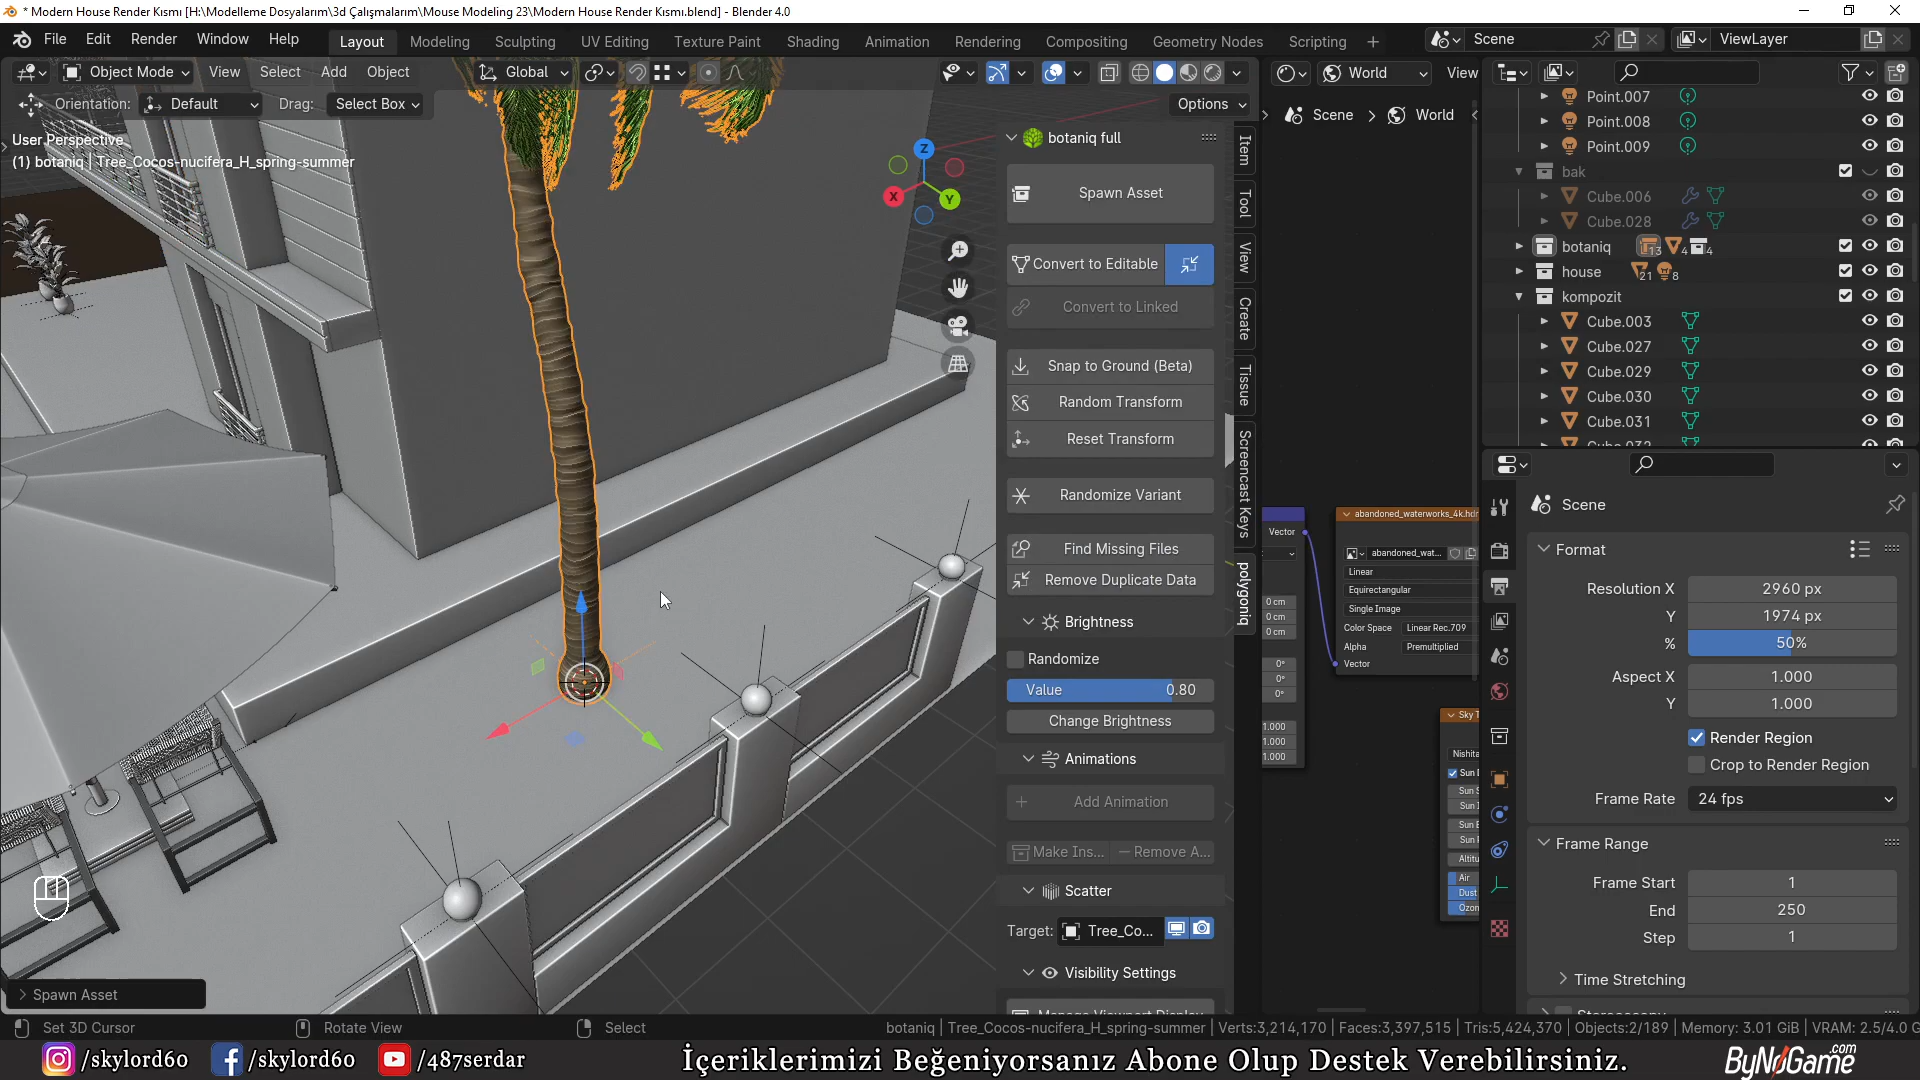 * Modern House Render Kısmı [H:\Modelleme Dosyalarım\3d Çalışmalarım\Mouse Modeling 23\Modern House Render Kısmı.blend] - Blender 4.0
File Edit Render Window Help Layout Modeling Sculpting UV Editing Texture Paint Shading Animation Rendering Compositing Geometry Nodes Scripting + Scene ViewLayer
Object Mode View Select Add Object Global
Orientation: Default Drag: Select Box Options
User Perspective
(1) botaniq | Tree_Cocos-nucifera_H_spring-summer
Z
X
Y
botaniq full
Spawn Asset
Convert to Editable
Convert to Linked
Snap to Ground (Beta)
Random Transform
Reset Transform
Randomize Variant
Find Missing Files
Remove Duplicate Data
Brightness
Randomize
Value 0.80
Change Brightness
Animations
Add Animation
Make Ins... Remove A...
Scatter
Target: Tree_Co...
Visibility Settings
Item
Tool
View
Create
Tissue
Screencast Keys
polygoniq
World View
Scene > World
Vector
0 cm
0 cm
0 cm
0°
0°
0°
1.000
1.000
1.000
abandoned_waterworks_4k.hdr
abandoned_wat...
Linear
Equirectangular
Single Image
Color Space Linear Rec.709
Alpha Premultiplied
Vector
Sky T
Nishita
Sun
Sun
Sun
Sun
Sun
Altitu
Air
Dust
Ozon
Point.007
Point.008
Point.009
bak
Cube.006
Cube.028
botaniq 13 4 4
house 21 8
kompozit
Cube.003
Cube.027
Cube.029
Cube.030
Cube.031
Scene
Format
Resolution X 2960 px
Y 1974 px
% 50%
Aspect X 1.000
Y 1.000
Render Region
Crop to Render Region
Frame Rate 24 fps
Frame Range
Frame Start 1
End 250
Step 1
Time Stretching
Spawn Asset
Set 3D Cursor Rotate View Select botaniq | Tree_Cocos-nucifera_H_spring-summer | Verts:3,214,170 | Faces:3,397,515 | Tris:5,424,370 | Objects:2/189 | Memory: 3.01 GiB | VRAM: 2.5/4.0 G
/skylord60 /skylord60 /487serdar İçeriklerimizi Beğeniyorsanız Abone Olup Destek Verebilirsiniz. ByNoGame.com